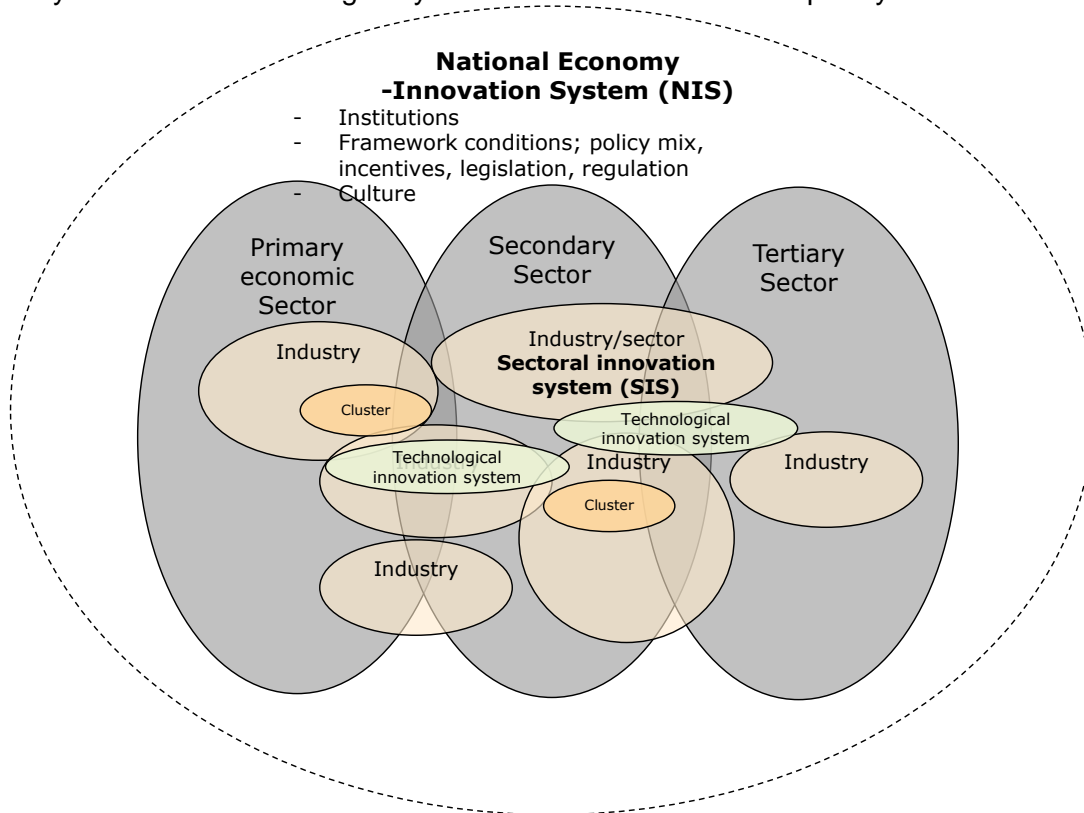 National Economy
-Innovation System (NIS)
- Institutions
- Framework conditions; policy mix,
incentives, legislation, regulation
- Culture
Primary
economic
Sector
Secondary
Sector
Tertiary
Sector
Industry
Cluster
Industry/sector
Sectoral innovation
system (SIS)
Technological
innovation system
Industry
Technological
innovation system
Industry
Cluster
Industry
Industry